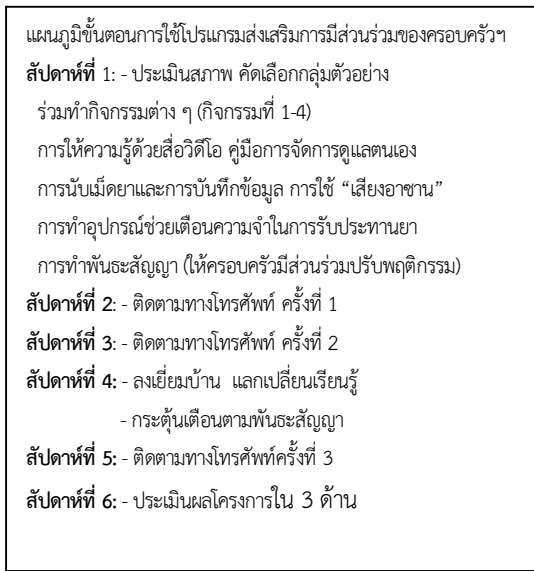 แผนภูมิขั้นตอนการใช้โปรแกรมส่งเสริมการมีส่วนร่วมของครอบครัวฯ
สัปดาห์ที่ 1: - ประเมินสภาพ คัดเลือกกลุ่มตัวอย่าง
ร่วมทำกิจกรรมต่าง ๆ (กิจกรรมที่ 1-4)
การให้ความรู้ด้วยสื่อวิดีโอ คู่มือการจัดการดูแลตนเอง
การนับเม็ดยาและการบันทึกข้อมูล การใช้ “เสียงอาซาน”
การทำอุปกรณ์ช่วยเตือนความจำในการรับประทานยา
การทำพันธะสัญญา (ให้ครอบครัวมีส่วนร่วมปรับพฤติกรรม)
สัปดาห์ที่ 2: - ติดตามทางโทรศัพท์ ครั้งที่ 1
สัปดาห์ที่ 3: - ติดตามทางโทรศัพท์ ครั้งที่ 2
สัปดาห์ที่ 4: - ลงเยี่ยมบ้าน แลกเปลี่ยนเรียนรู้
- กระตุ้นเตือนตามพันธะสัญญา
สัปดาห์ที่ 5: - ติดตามทางโทรศัพท์ครั้งที่ 3
สัปดาห์ที่ 6: - ประเมินผลโครงการใน 3 ด้าน